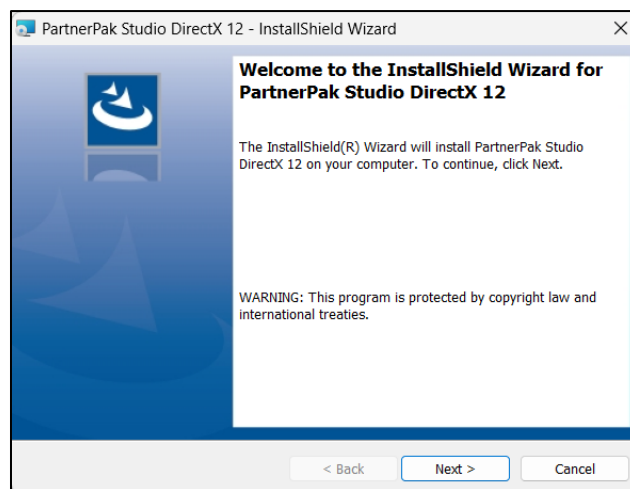 PartnerPak Studio DirectX 12 - InstallShield Wizard
Welcome to the InstallShield Wizard for
PartnerPak Studio DirectX 12
The InstallShield(R) Wizard will install PartnerPak Studio
DirectX 12 on your computer. To continue, click Next.
WARNING: This program is protected by copyright law and
international treaties.
< Back
Next >
Cancel